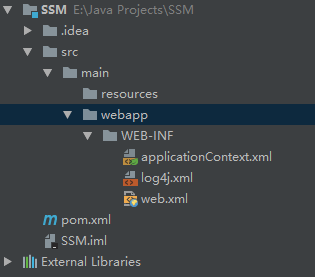 SSM E:\Java Projects\SSM
.idea
src
main
resources
webapp
WEB-INF
applicationContext.xml
log4j.xml
web.xml
pom.xml
SSM.iml
External Libraries